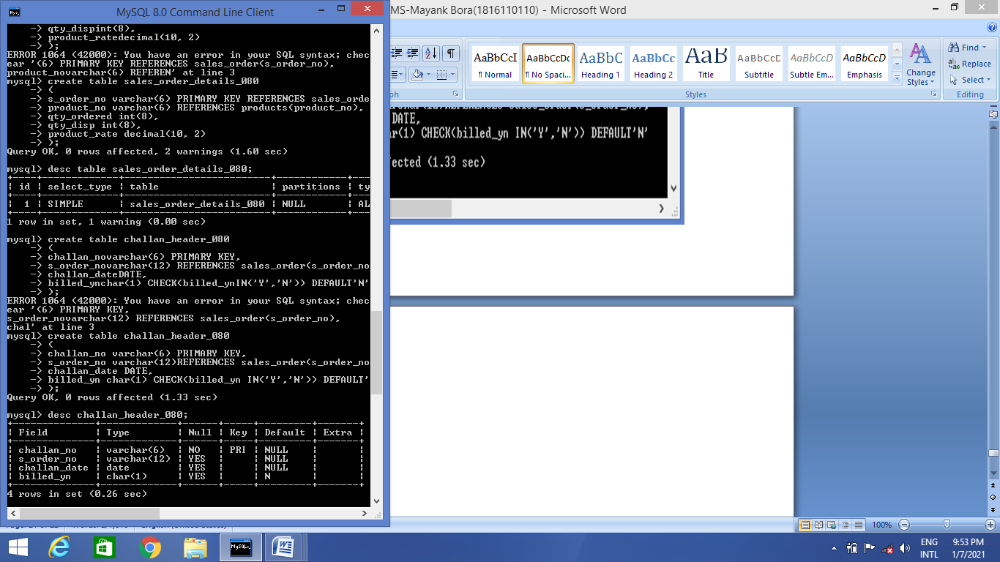 MySQL 8.0 Command Line Client
-> qty_dispint(8),
-> product_ratedecimal(10, 2)
-> );
ERROR 1064 (42000): You have an error in your SQL syntax; chec
ear '(6) PRIMARY KEY REFERENCES sales_order(s_order_no),
product_novarchar(6) REFEREN' at line 3
mysql> create table sales_order_details_080
-> (
-> s_order_no varchar(6) PRIMARY KEY REFERENCES sales_orde
-> product_no varchar(6) REFERENCES products(product_no),
-> qty_ordered int(8),
-> qty_disp int(8),
-> product_rate decimal(10, 2)
-> );
Query OK, 0 rows affected, 2 warnings (1.60 sec)
mysql> desc table sales_order_details_080;
| id | select_type | table | partitions | ty
| 1 | SIMPLE | sales_order_details_080 | NULL | AL
1 row in set, 1 warning (0.00 sec)
mysql> create table challan_header_080
-> (
-> challan_novarchar(6) PRIMARY KEY,
-> s_order_novarchar(12) REFERENCES sales_order(s_order_no
-> challan_dateDATE,
-> billed_ynchar(1) CHECK(billed_ynIN('Y','N')) DEFAULT'N'
-> );
ERROR 1064 (42000): You have an error in your SQL syntax; chec
ear '(6) PRIMARY KEY,
s_order_novarchar(12) REFERENCES sales_order(s_order_no),
chal' at line 3
mysql> create table challan_header_080
-> (
-> challan_no varchar(6) PRIMARY KEY,
-> s_order_no varchar(12)REFERENCES sales_order(s_order_no
-> challan_date DATE,
-> billed_yn char(1) CHECK(billed_yn IN('Y','N')) DEFAULT'
-> );
Query OK, 0 rows affected (1.33 sec)
mysql> desc challan_header_080;
| Field | Type | Null | Key | Default | Extra |
| challan_no | varchar(6) | NO | PRI | NULL | |
| s_order_no | varchar(12) | YES | | NULL | |
| challan_date | date | YES | | NULL | |
| billed_yn | char(1) | YES | | N | |
4 rows in set (0.26 sec)
MS-Mayank Bora(1816110110) - Microsoft Word
AaBbCcI AaBbCcDc AaBbC AaBbCc AaB AaBbCcD AaBbCcD AaBbCcD
¶ Normal ¶ No Spaci... Heading 1 Heading 2 Title Subtitle Subtle Em... Emphasis
Change Styles
Find
Replace
Select
ph Styles Editing
DATE,
ar(1) CHECK(billed_yn IN('Y','N')) DEFAULT'N'
ected (1.33 sec)
100%
MySQL
ENG
INTL
9:53 PM
1/7/2021